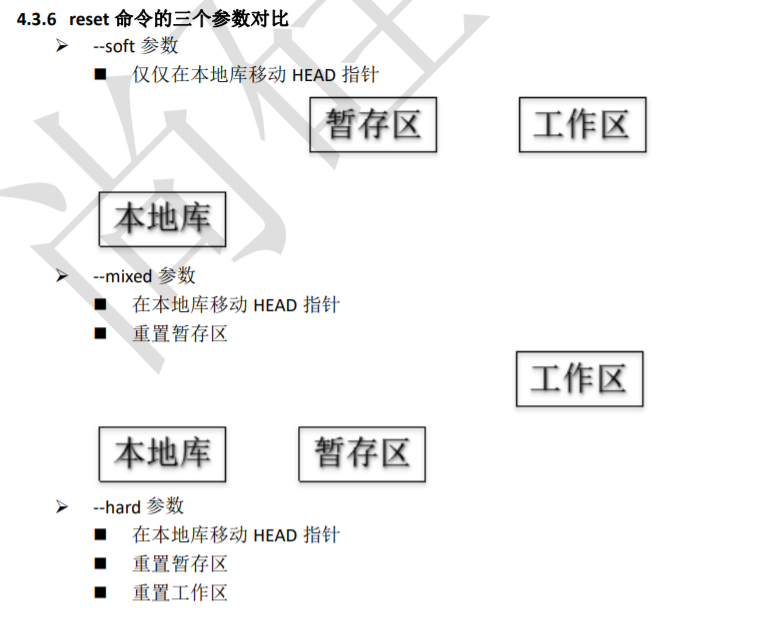 4.3.6 reset 命令的三个参数对比
--soft 参数
仅仅在本地库移动 HEAD 指针
暂存区 工作区
本地库
--mixed 参数
在本地库移动 HEAD 指针
重置暂存区
工作区
本地库 暂存区
--hard 参数
在本地库移动 HEAD 指针
重置暂存区
重置工作区